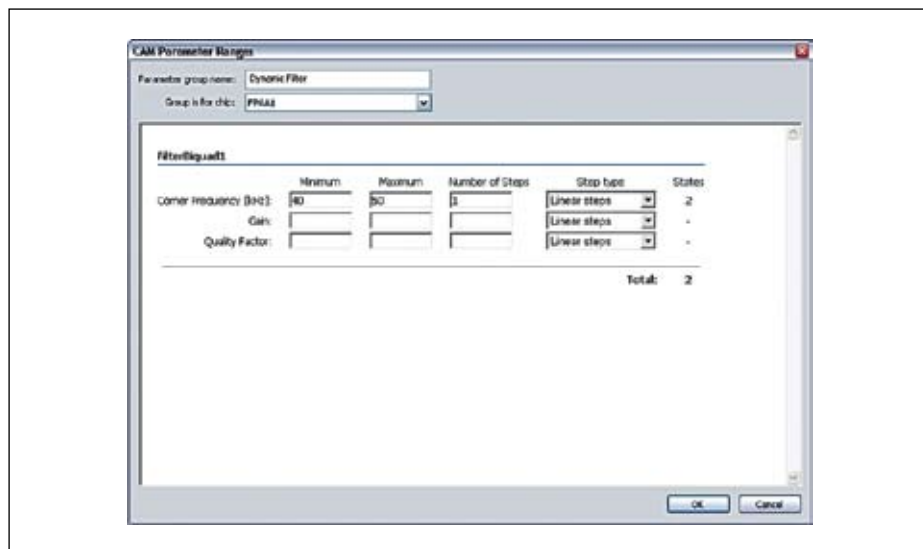 CAM Parameter Ranges
Parameter group name: Dynamic Filter
Group is for chip: FPAA1
FilterBiquad1
Minimum Maximum Number of Steps Step type States
Corner Frequency [kHz]: 40 50 1 Linear steps 2
Gain: Linear steps -
Quality Factor: Linear steps -
Total: 2
OK Cancel